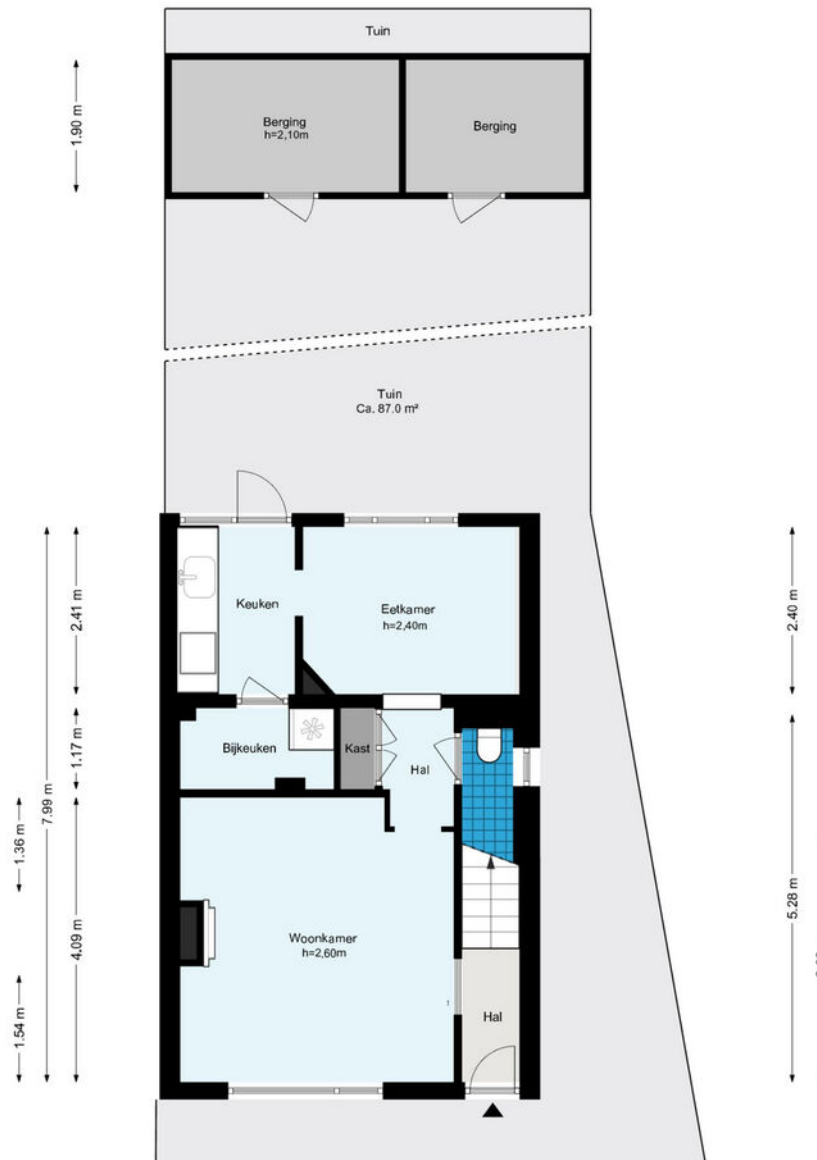 Tuin
1.90 m
Berging
h=2,10m
Berging
Tuin
Ca. 87.0 m²
2.41 m
Keuken
Eetkamer
h=2,40m
2.40 m
1.17 m
Bijkeuken
Kast
Hal
7.99 m
1.36 m
4.09 m
5.28 m
Woonkamer
h=2,60m
1.54 m
Hal